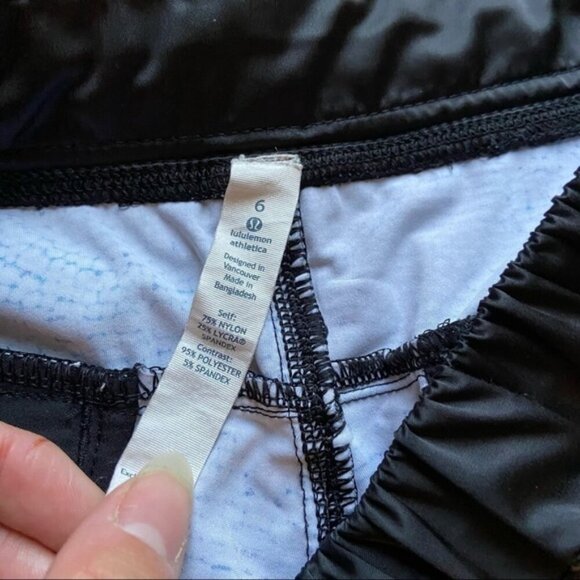 6
lululemon
athletica
Designed in
Vancouver
Made in
Bangladesh
Self:
75% NYLON
25% LYCRA®
SPANDEX
Contrast:
95% POLYESTER
5% SPANDEX